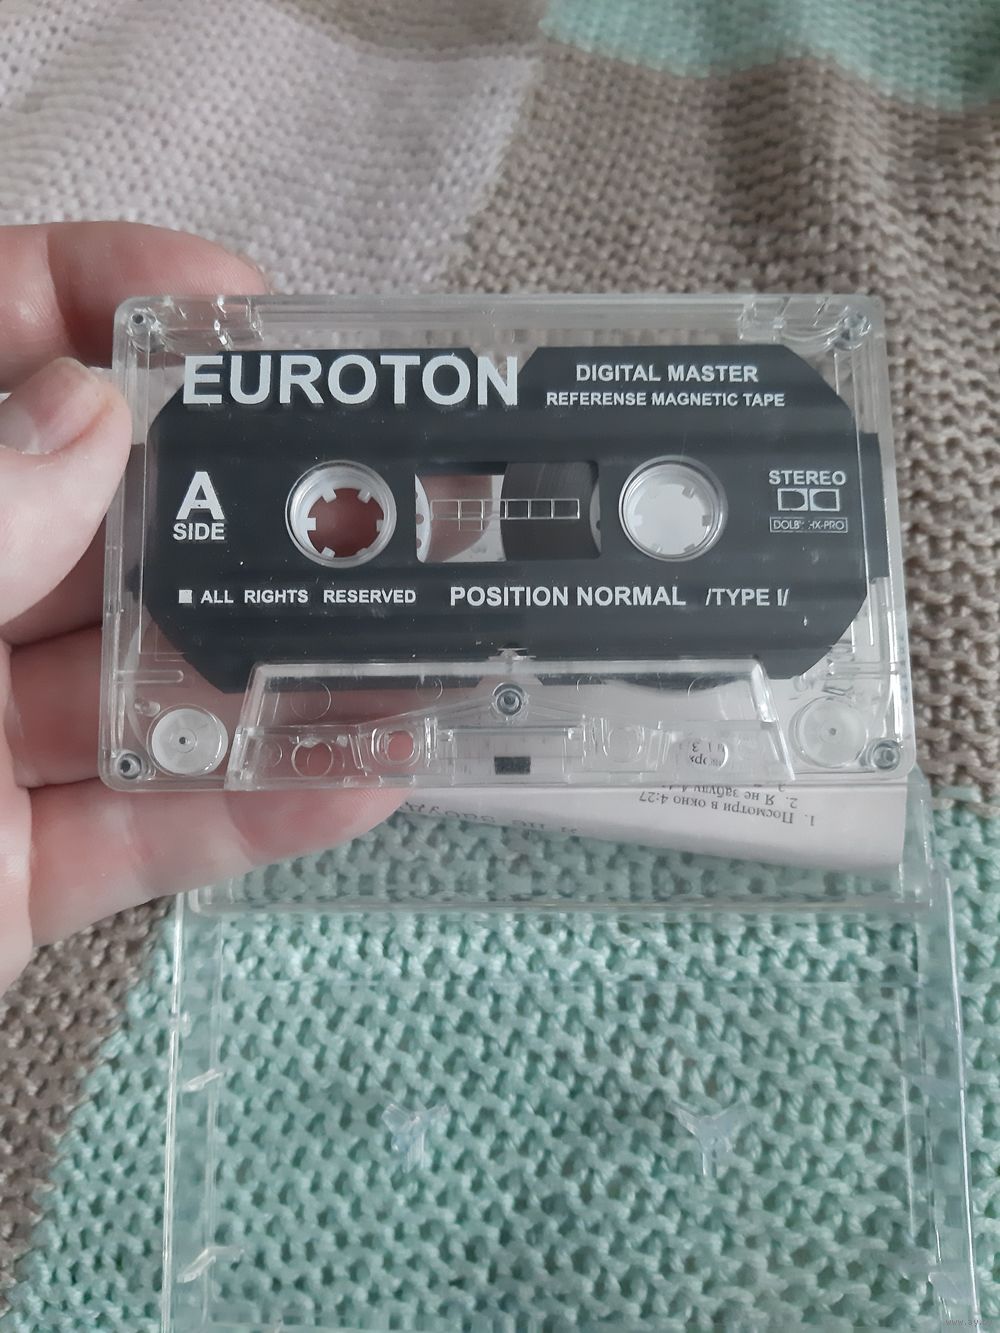 EUROTON
DIGITAL MASTER
REFERENSE MAGNETIC TAPE
A
SIDE
STEREO
DOLBY HX-PRO
ALL RIGHTS RESERVED
POSITION NORMAL /TYPE I/
1. Посмотри в окно 4:27
2. Я не забуду